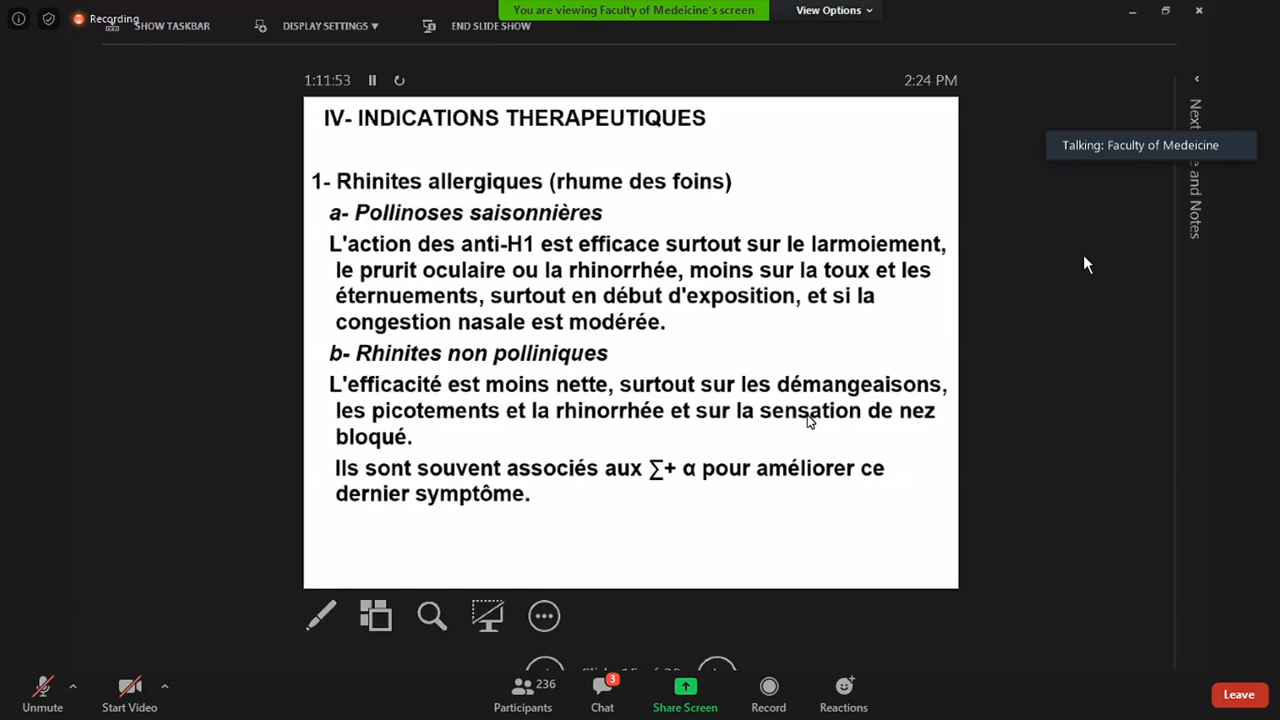 Recording
You are viewing Faculty of Medeicine's screen
View Options
SHOW TASKBAR
DISPLAY SETTINGS
END SLIDE SHOW
1:11:53
2:24 PM
IV- INDICATIONS THERAPEUTIQUES
1- Rhinites allergiques (rhume des foins)
a- Pollinoses saisonnières
L'action des anti-H1 est efficace surtout sur le larmoiement,
le prurit oculaire ou la rhinorrhée, moins sur la toux et les
éternuements, surtout en début d'exposition, et si la
congestion nasale est modérée.
b- Rhinites non polliniques
L'efficacité est moins nette, surtout sur les démangeaisons,
les picotements et la rhinorrhée et sur la sensation de nez
bloqué.
Ils sont souvent associés aux ∑+ α pour améliorer ce
dernier symptôme.
Talking: Faculty of Medeicine
Next
and Notes
Unmute
Start Video
Participants
236
Chat
3
Share Screen
Record
Reactions
Leave